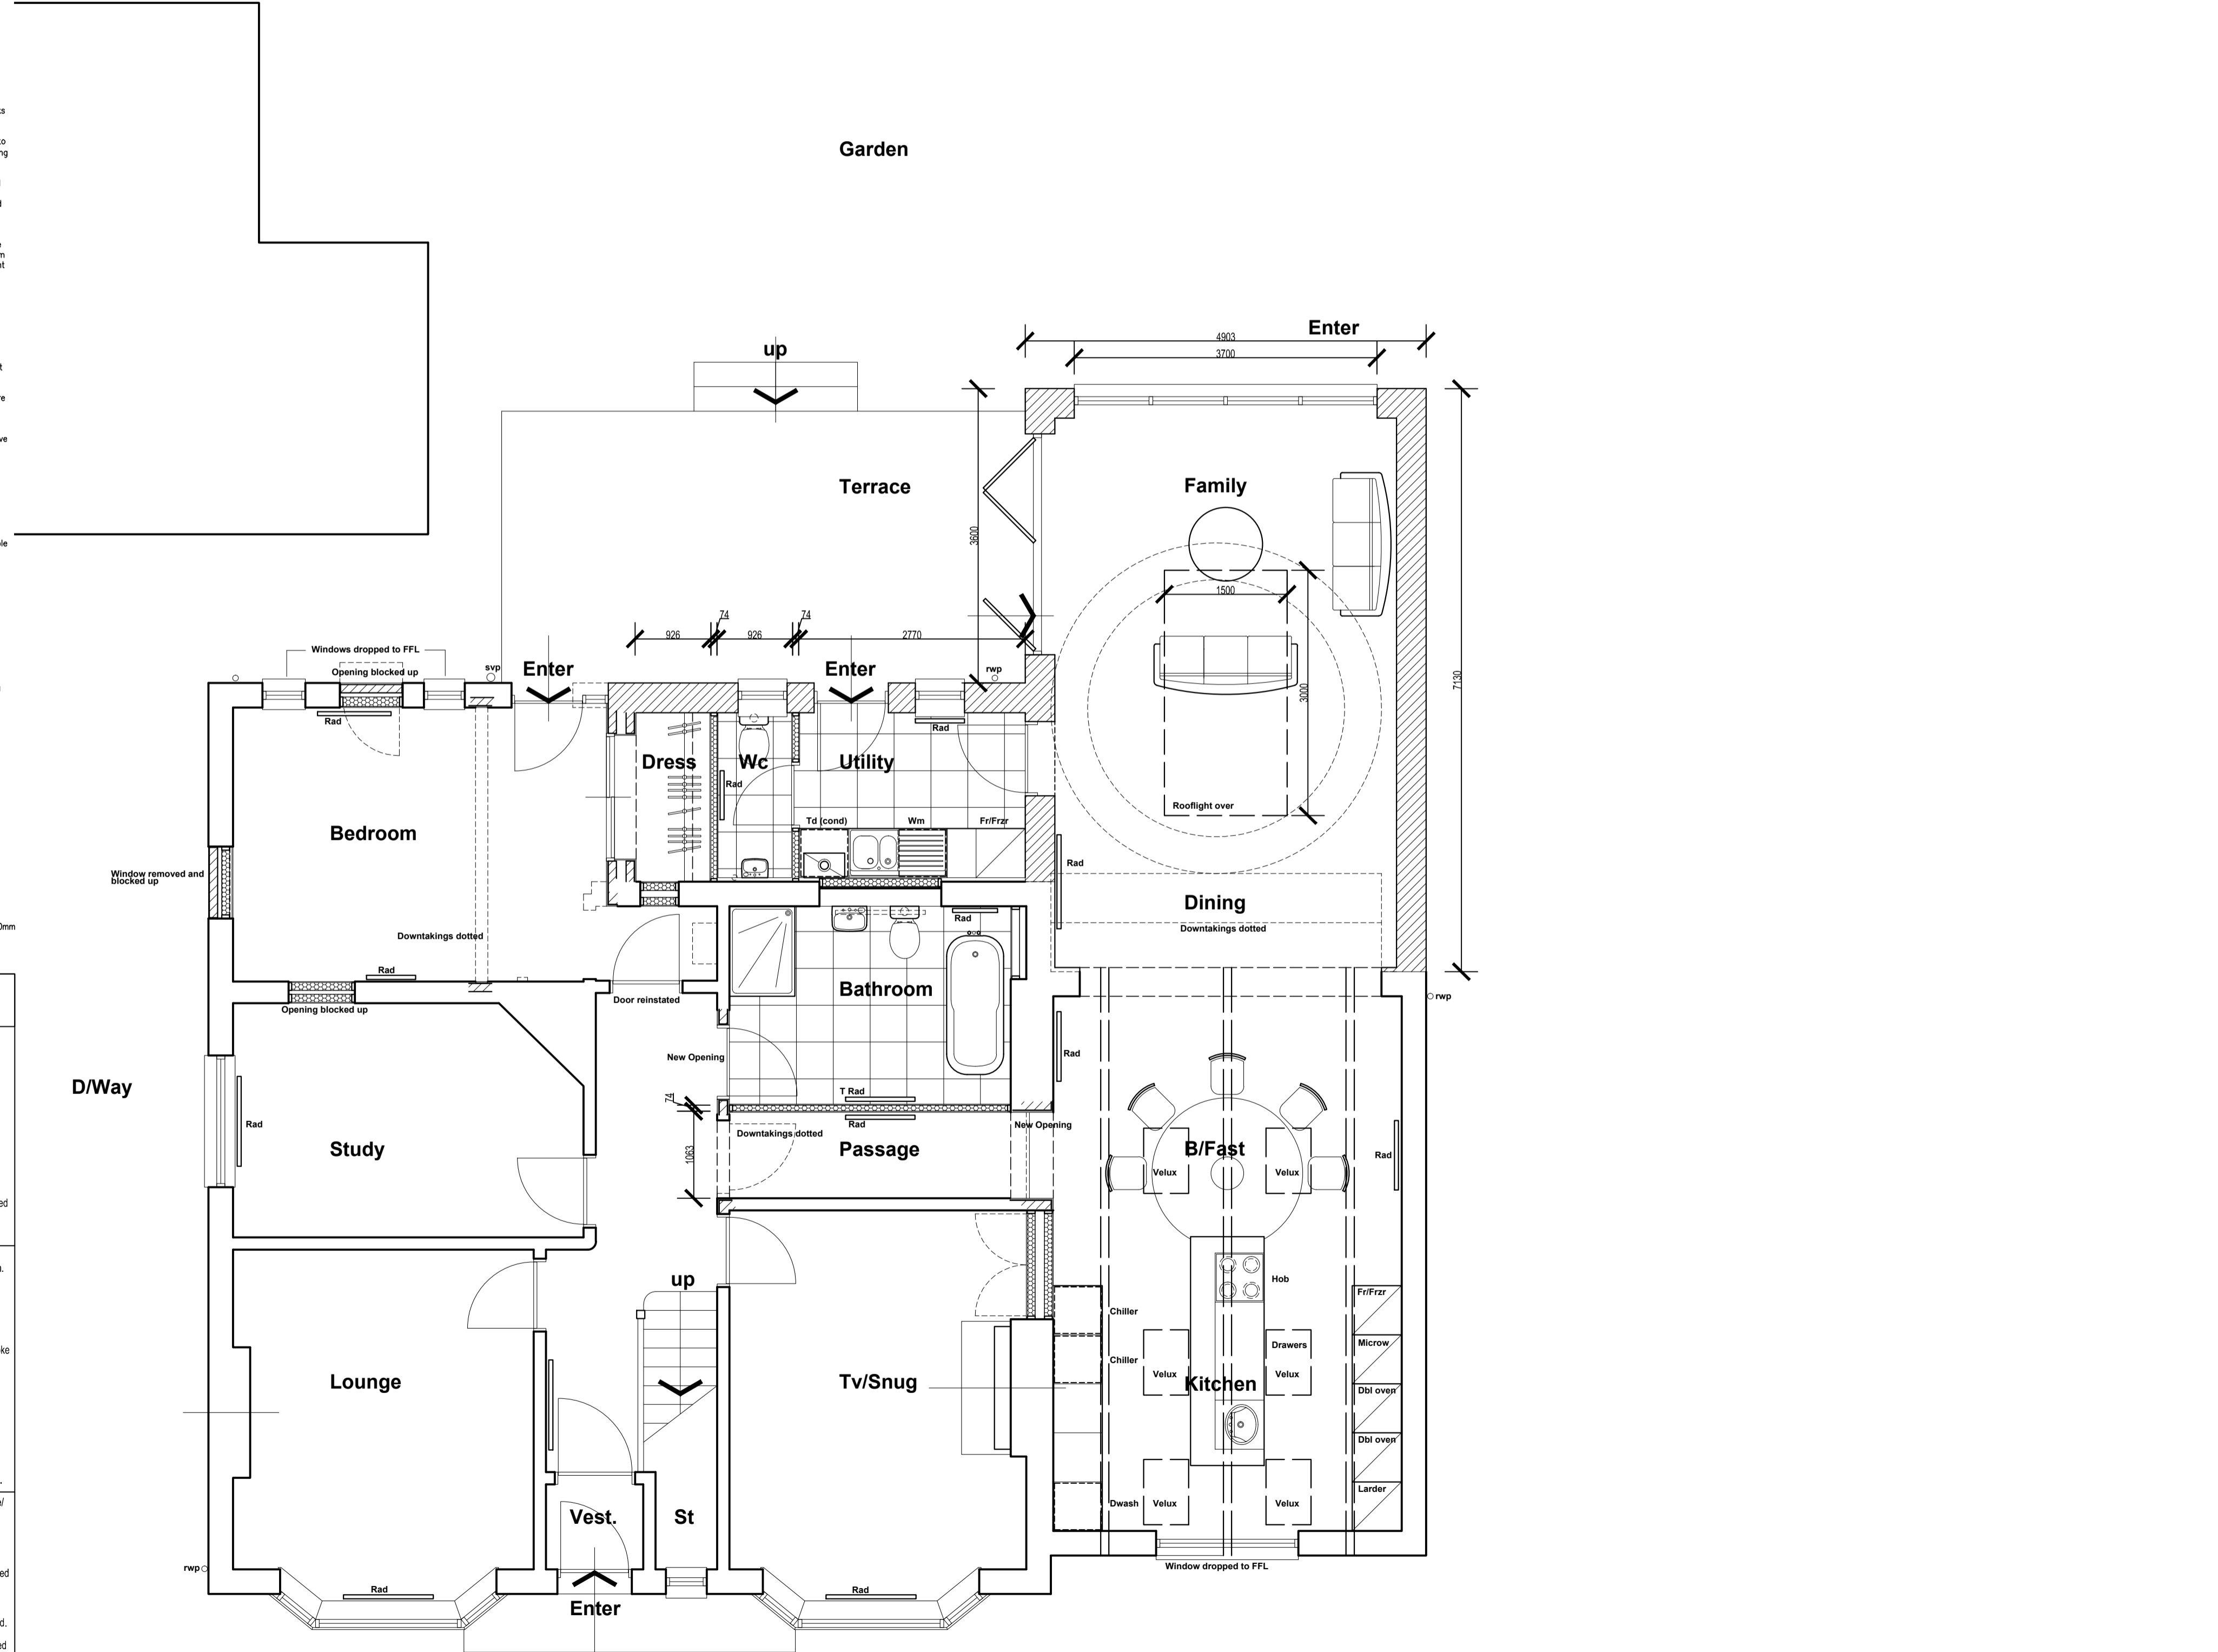 Garden
Enter
4903
3700
up
Terrace
Family
3600
1500
3000
7130
74
74
926
926
2770
Windows dropped to FFL
Opening blocked up
svp
Enter
Enter
rwp
Rad
Rad
Dress
Wc
Utility
Rad
Bedroom
Td (cond)
Wm
Fr/Frzr
Rooflight over
Window removed and
blocked up
Rad
Dining
Downtakings dotted
Downtakings dotted
Rad
Rad
Bathroom
Door reinstated
Opening blocked up
rwp
New Opening
Rad
D/Way
T Rad
74
Rad
Study
Downtakings dotted
Rad
Passage
New Opening
B/Fast
Rad
1063
Velux
Velux
up
Hob
Fr/Frzr
Chiller
Drawers
Microw
Chiller
Velux
Velux
Lounge
Tv/Snug
Kitchen
Dbl oven
Dbl oven
Larder
Dwash
Velux
Velux
Vest.
St
rwp
Window dropped to FFL
Rad
Rad
Enter